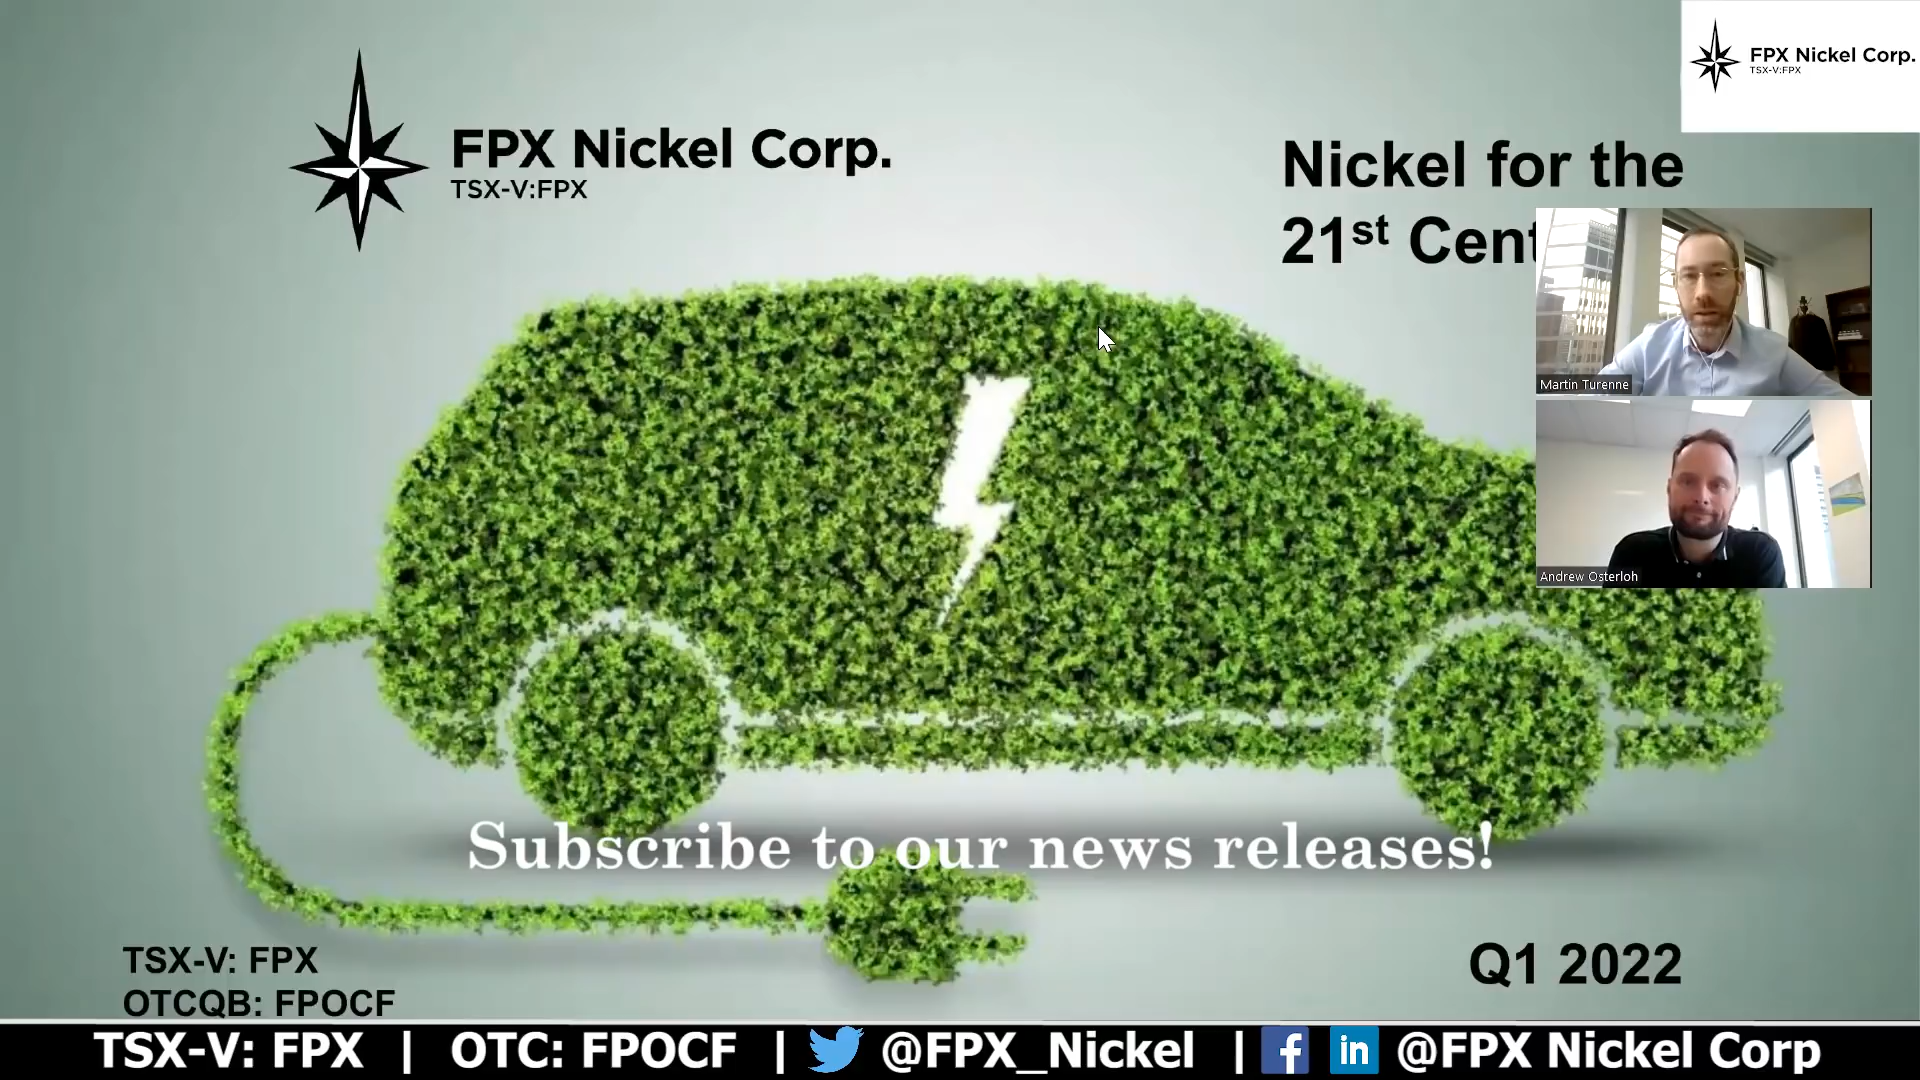 FPX Nickel Corp.
TSX-V:FPX
FPX Nickel Corp.
TSX-V:FPX
Nickel for the
21st Cent
Martin Turenne
Andrew Osterloh
Subscribe to our news releases!
TSX-V: FPX
OTCQB: FPOCF
Q1 2022
TSX-V: FPX | OTC: FPOCF | @FPX_Nickel | @FPX Nickel Corp